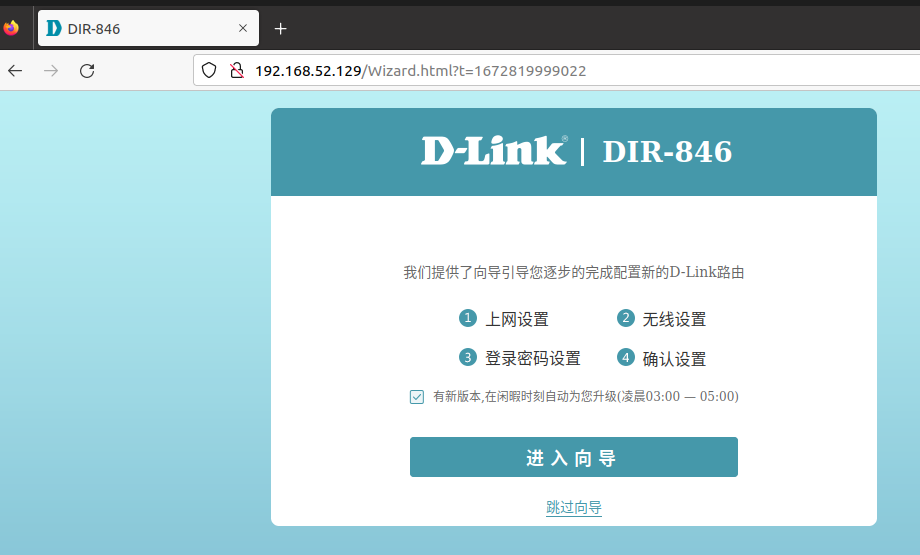 DIR-846
192.168.52.129/Wizard.html?t=1672819999022
D-Link® | DIR-846
我们提供了向导引导您逐步的完成配置新的D-Link路由
1 上网设置 2 无线设置
3 登录密码设置 4 确认设置
有新版本,在闲暇时刻自动为您升级(凌晨03:00 — 05:00)
进入向导
跳过向导